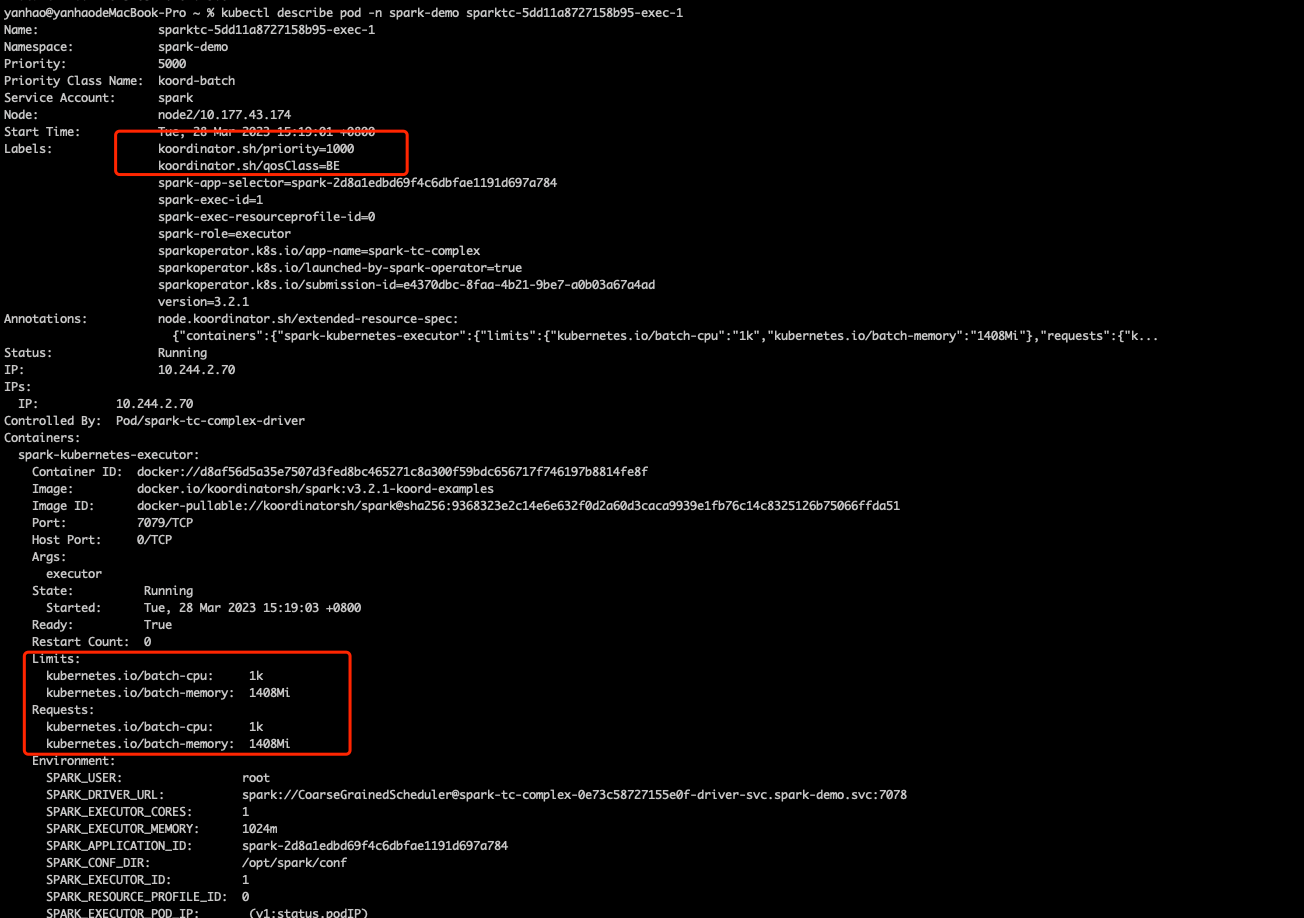 yanhao@yanhaodeMacBook-Pro ~ % kubectl describe pod -n spark-demo sparktc-5dd11a8727158b95-exec-1
Name: sparktc-5dd11a8727158b95-exec-1
Namespace: spark-demo
Priority: 5000
Priority Class Name: koord-batch
Service Account: spark
Node: node2/10.177.43.174
Start Time: Tue, 28 Mar 2023 15:19:01 +0800
Labels: koordinator.sh/priority=1000
koordinator.sh/qosClass=BE
spark-app-selector=spark-2d8a1edbd69f4c6dbfae1191d697a784
spark-exec-id=1
spark-exec-resourceprofile-id=0
spark-role=executor
sparkoperator.k8s.io/app-name=spark-tc-complex
sparkoperator.k8s.io/launched-by-spark-operator=true
sparkoperator.k8s.io/submission-id=e4370dbc-8faa-4b21-9be7-a0b03a67a4ad
version=3.2.1
Annotations: node.koordinator.sh/extended-resource-spec:
{"containers":{"spark-kubernetes-executor":{"limits":{"kubernetes.io/batch-cpu":"1k","kubernetes.io/batch-memory":"1408Mi"},"requests":{"k...
Status: Running
IP: 10.244.2.70
IPs:
IP: 10.244.2.70
Controlled By: Pod/spark-tc-complex-driver
Containers:
spark-kubernetes-executor:
Container ID: docker://d8af56d5a35e7507d3fed8bc465271c8a300f59bdc656717f746197b8814fe8f
Image: docker.io/koordinatorsh/spark:v3.2.1-koord-examples
Image ID: docker-pullable://koordinatorsh/spark@sha256:9368323e2c14e6e632f0d2a60d3caca9939e1fb76c14c8325126b75066ffda51
Port: 7079/TCP
Host Port: 0/TCP
Args:
executor
State: Running
Started: Tue, 28 Mar 2023 15:19:03 +0800
Ready: True
Restart Count: 0
Limits:
kubernetes.io/batch-cpu: 1k
kubernetes.io/batch-memory: 1408Mi
Requests:
kubernetes.io/batch-cpu: 1k
kubernetes.io/batch-memory: 1408Mi
Environment:
SPARK_USER: root
SPARK_DRIVER_URL: spark://CoarseGrainedScheduler@spark-tc-complex-0e73c58727155e0f-driver-svc.spark-demo.svc:7078
SPARK_EXECUTOR_CORES: 1
SPARK_EXECUTOR_MEMORY: 1024m
SPARK_APPLICATION_ID: spark-2d8a1edbd69f4c6dbfae1191d697a784
SPARK_CONF_DIR: /opt/spark/conf
SPARK_EXECUTOR_ID: 1
SPARK_RESOURCE_PROFILE_ID: 0
SPARK_EXECUTOR_POD_IP: (v1:status.podIP)